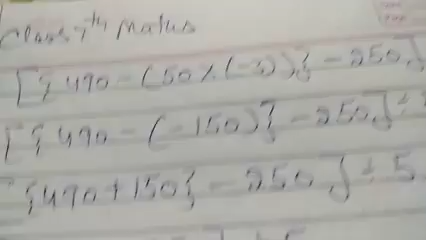 Class 7th Maths
[{490 - (50 × (-3)} - 250]
[{490 - (-150)} - 250] ÷
[{490 + 150} - 250] ÷ 5